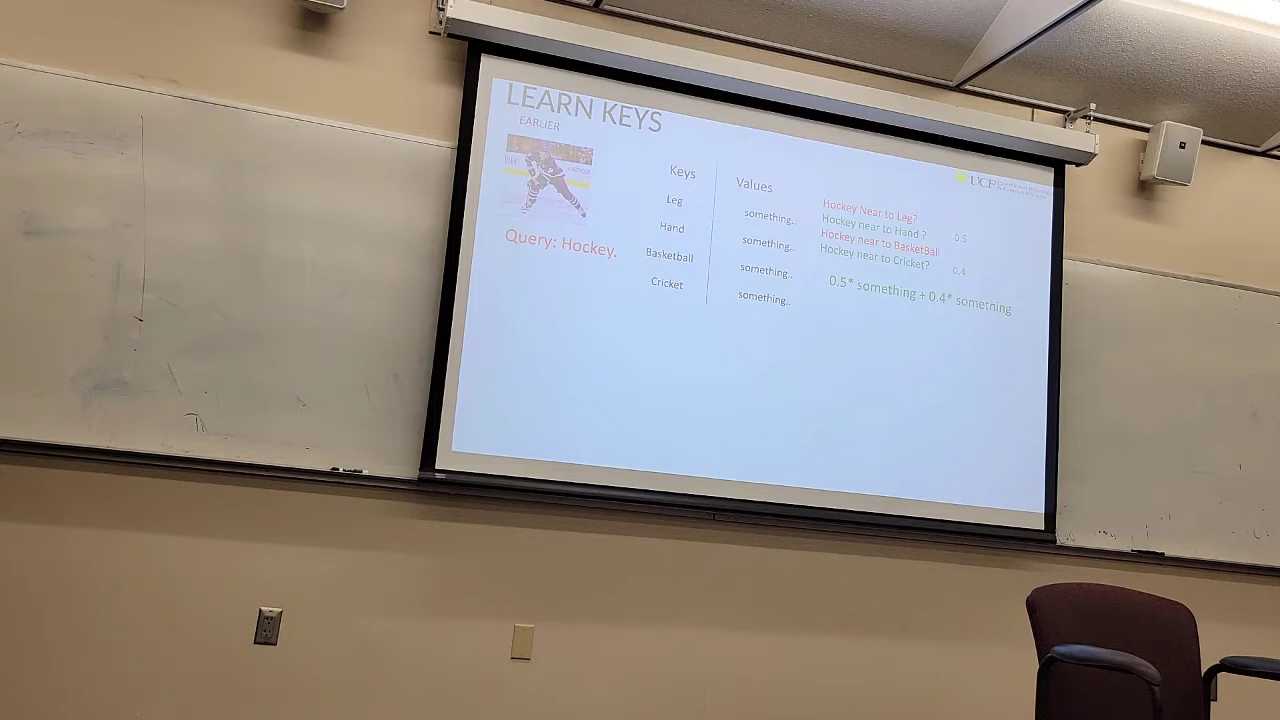 LEARN KEYS
EARLIER
Query: Hockey.
Keys
Leg
Hand
Basketball
Cricket
Values
something..
something..
something..
something..
Hockey Near to Leg?
Hockey near to Hand ? 0.5
Hockey near to BasketBall
Hockey near to Cricket? 0.4
0.5* something + 0.4* something
UCF